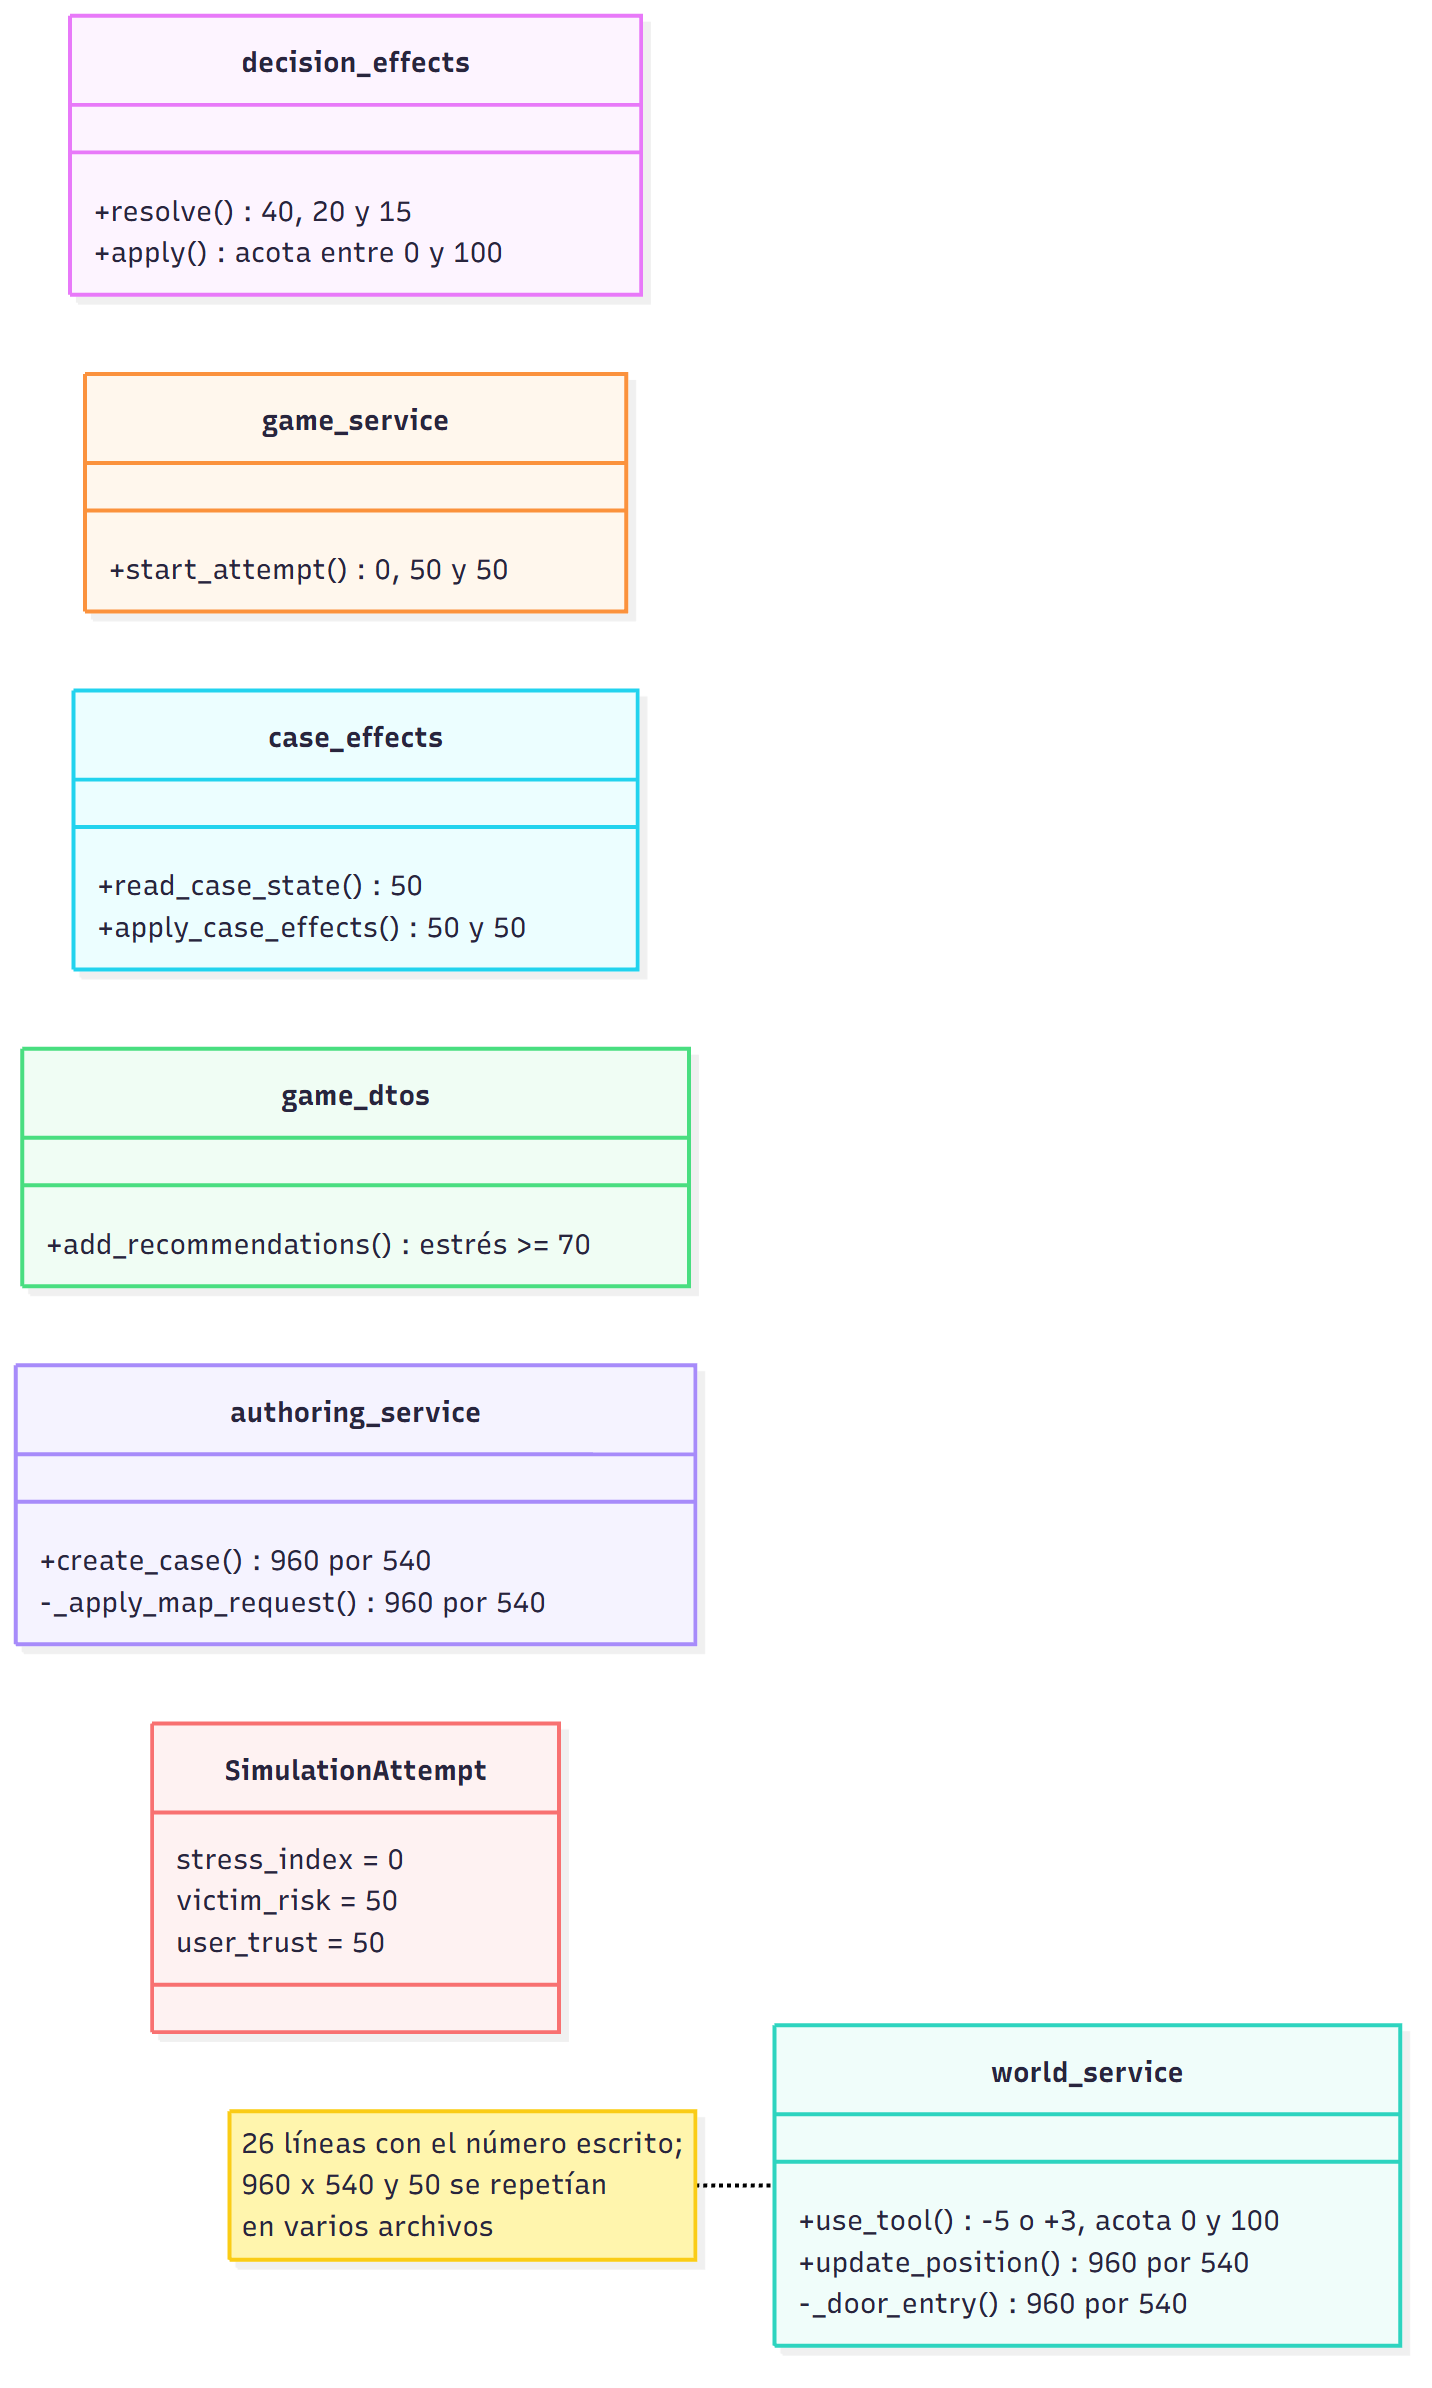 decision_effects
+resolve() : 40, 20 y 15
+apply() : acota entre 0 y 100
game_service
+start_attempt() : 0, 50 y 50
case_effects
+read_case_state() : 50
+apply_case_effects() : 50 y 50
game_dtos
+add_recommendations() : estrés >= 70
authoring_service
+create_case() : 960 por 540
-_apply_map_request() : 960 por 540
SimulationAttempt
stress_index = 0
victim_risk = 50
user_trust = 50
26 líneas con el número escrito;
960 x 540 y 50 se repetían
en varios archivos
world_service
+use_tool() : -5 o +3, acota 0 y 100
+update_position() : 960 por 540
-_door_entry() : 960 por 540